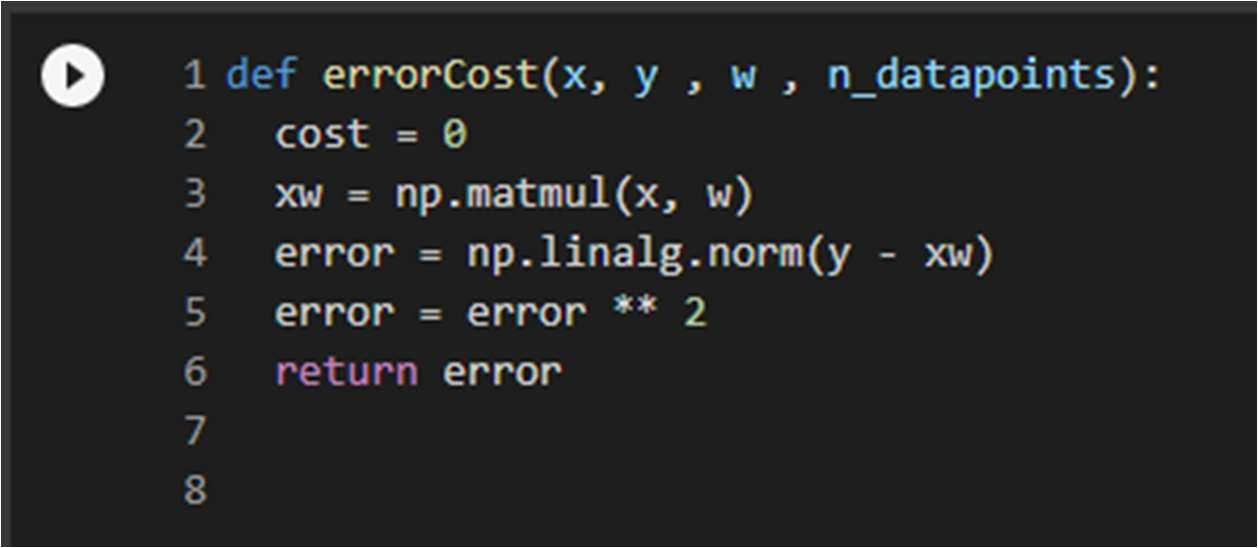 1 def errorCost(x, y , w , n_datapoints):
2   cost = 0
3   xw = np.matmul(x, w)
4   error = np.linalg.norm(y - xw)
5   error = error ** 2
6   return error
7
8